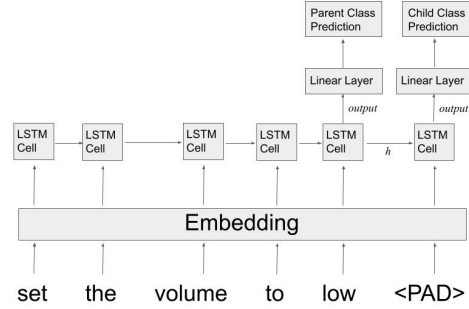 Parent Class
Prediction
Child Class
Prediction
Linear Layer
Linear Layer
output
output
LSTM
Cell
LSTM
Cell
LSTM
Cell
LSTM
Cell
LSTM
Cell
LSTM
Cell
h
Embedding
set the volume to low <PAD>